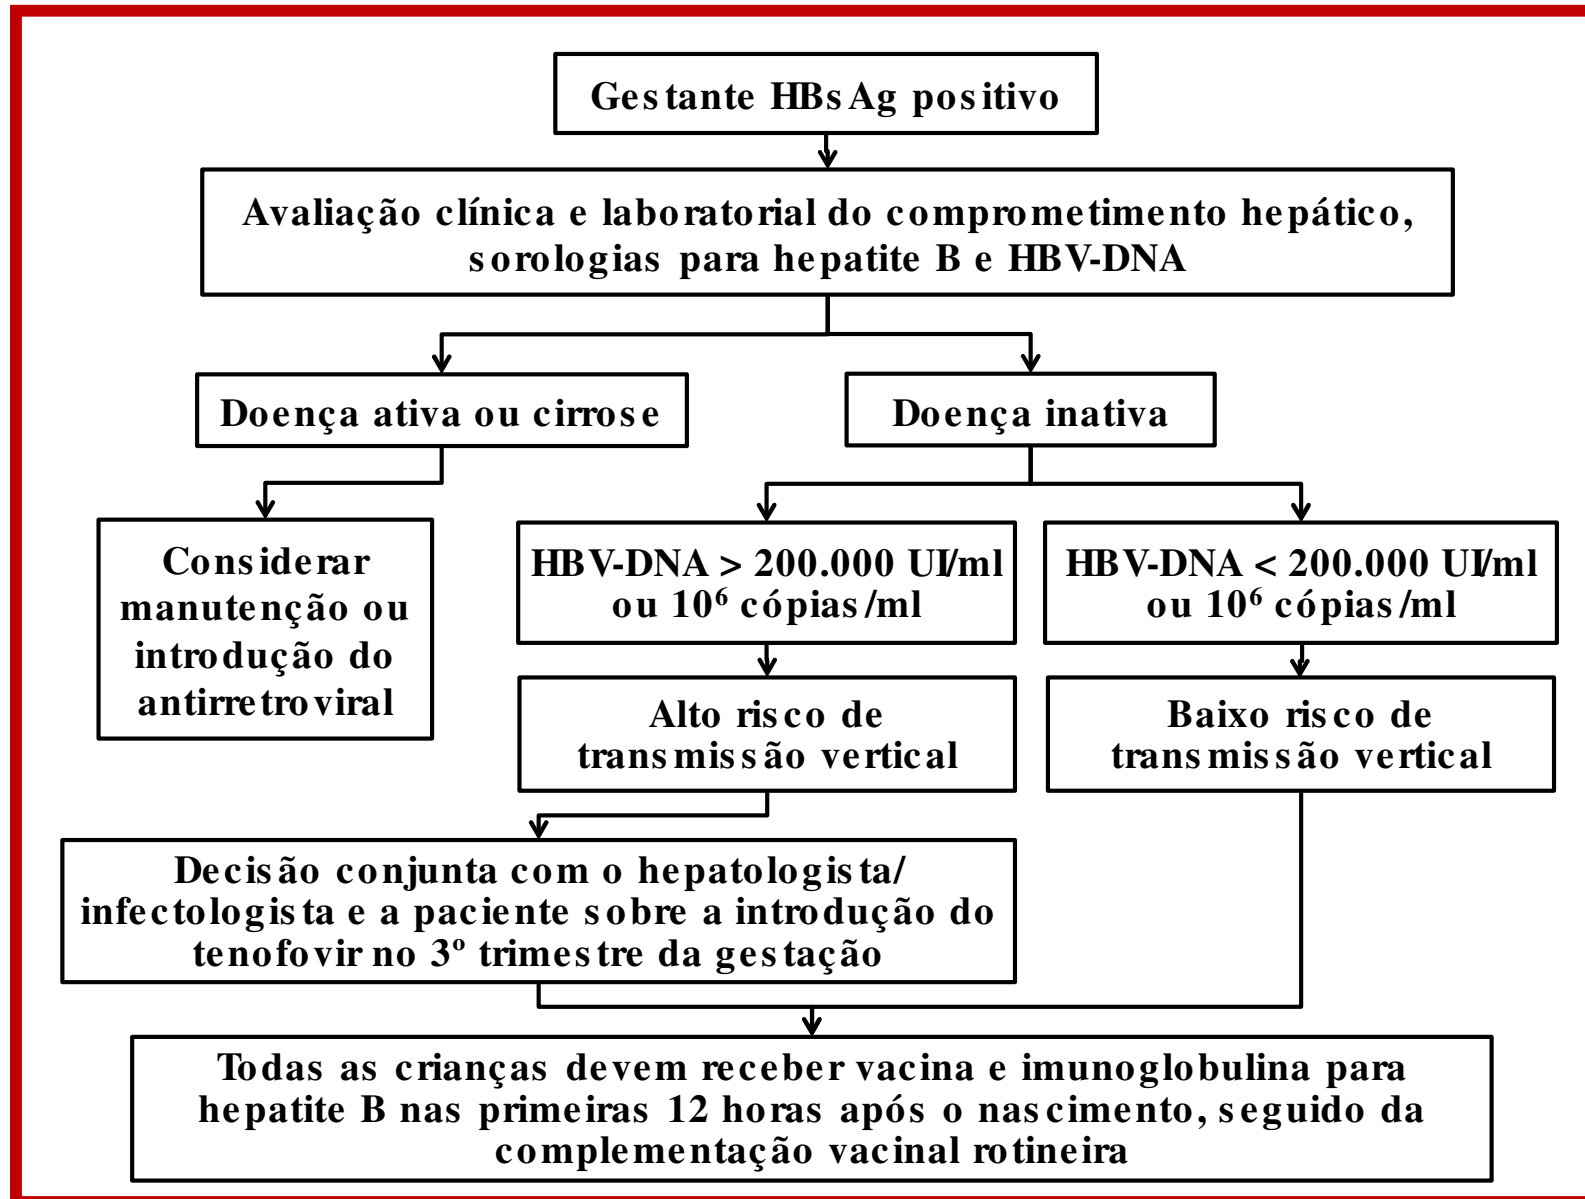 Gestante HBsAg positivo
Avaliação clínica e laboratorial do comprometimento hepático,
sorologias para hepatite B e HBV-DNA
Doença ativa ou cirrose
Doença inativa
Considerar
manutenção ou
introdução do
antirretroviral
HBV-DNA > 200.000 UI/ml
ou 10⁶ cópias/ml
HBV-DNA < 200.000 UI/ml
ou 10⁶ cópias/ml
Alto risco de
transmissão vertical
Baixo risco de
transmissão vertical
Decisão conjunta com o hepatologista/
infectologista e a paciente sobre a introdução do
tenofovir no 3º trimestre da gestação
Todas as crianças devem receber vacina e imunoglobulina para
hepatite B nas primeiras 12 horas após o nascimento, seguido da
complementação vacinal rotineira